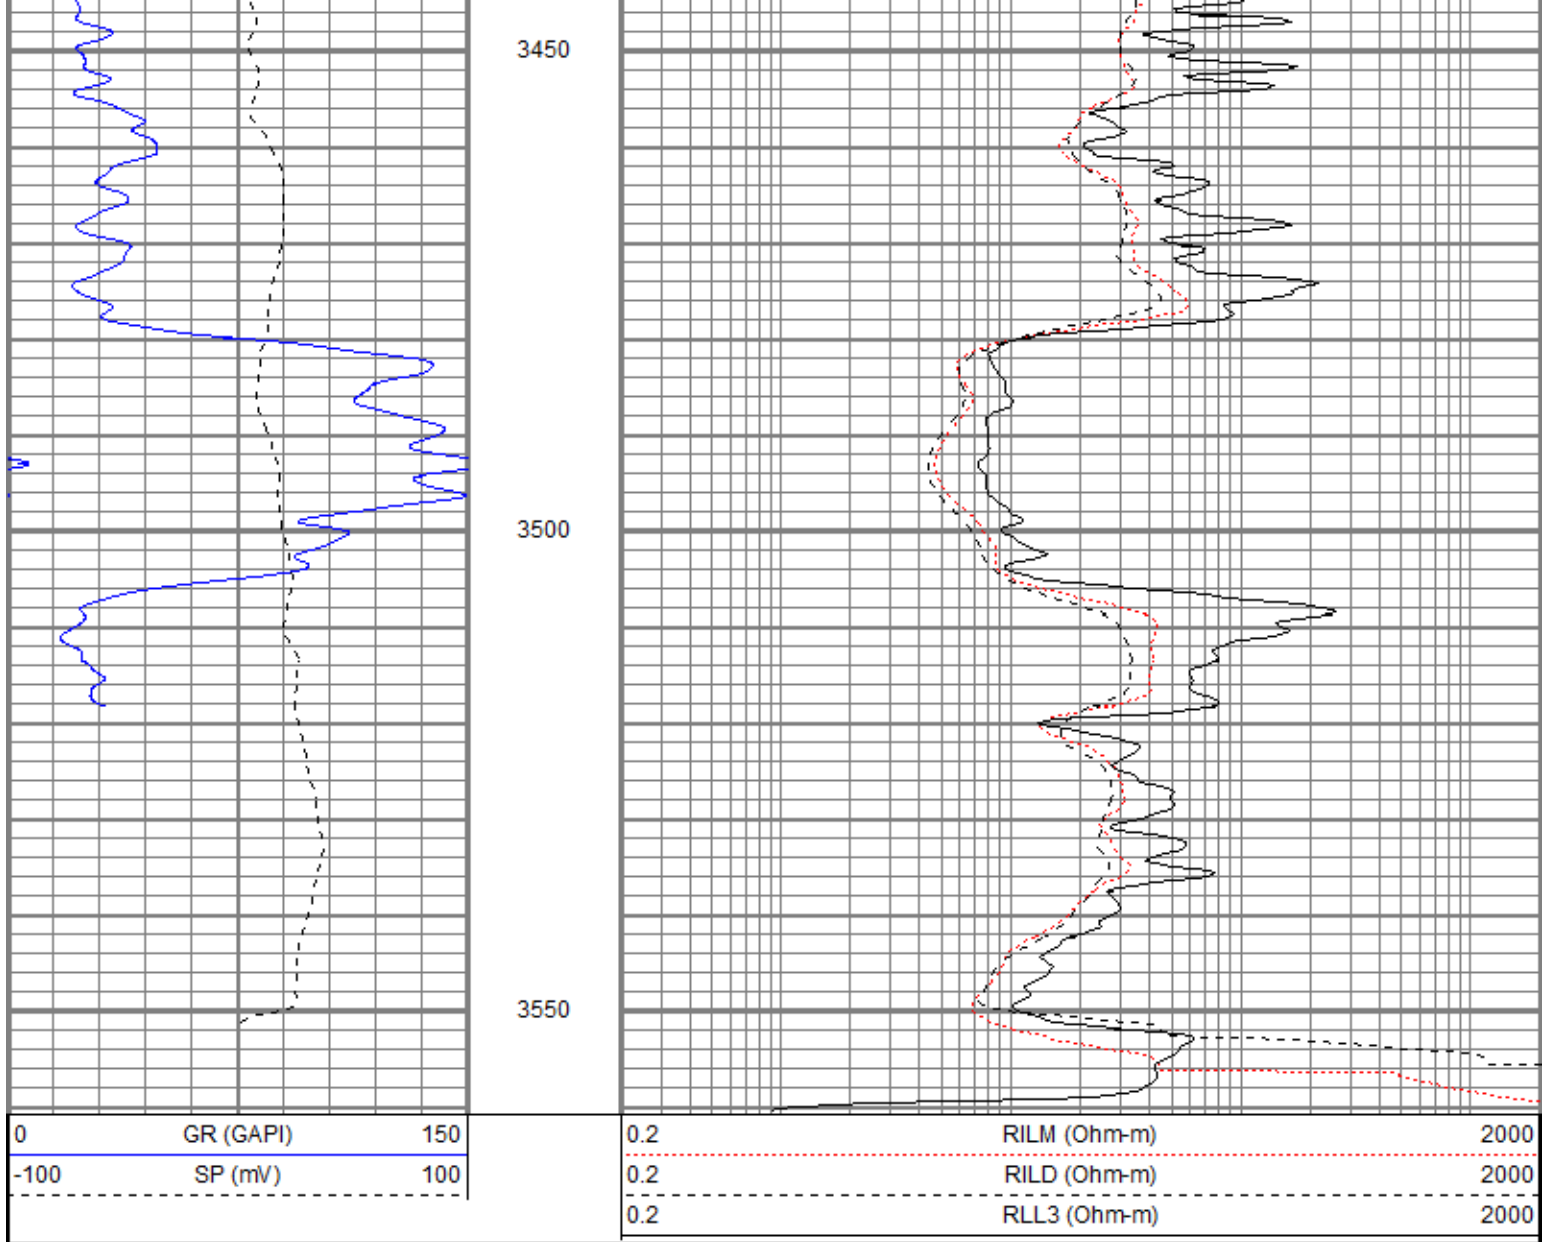 3450
3500
3550
0 GR (GAPI) 150
-100 SP (mV) 100
0.2 RILM (Ohm-m) 2000
0.2 RILD (Ohm-m) 2000
0.2 RLL3 (Ohm-m) 2000